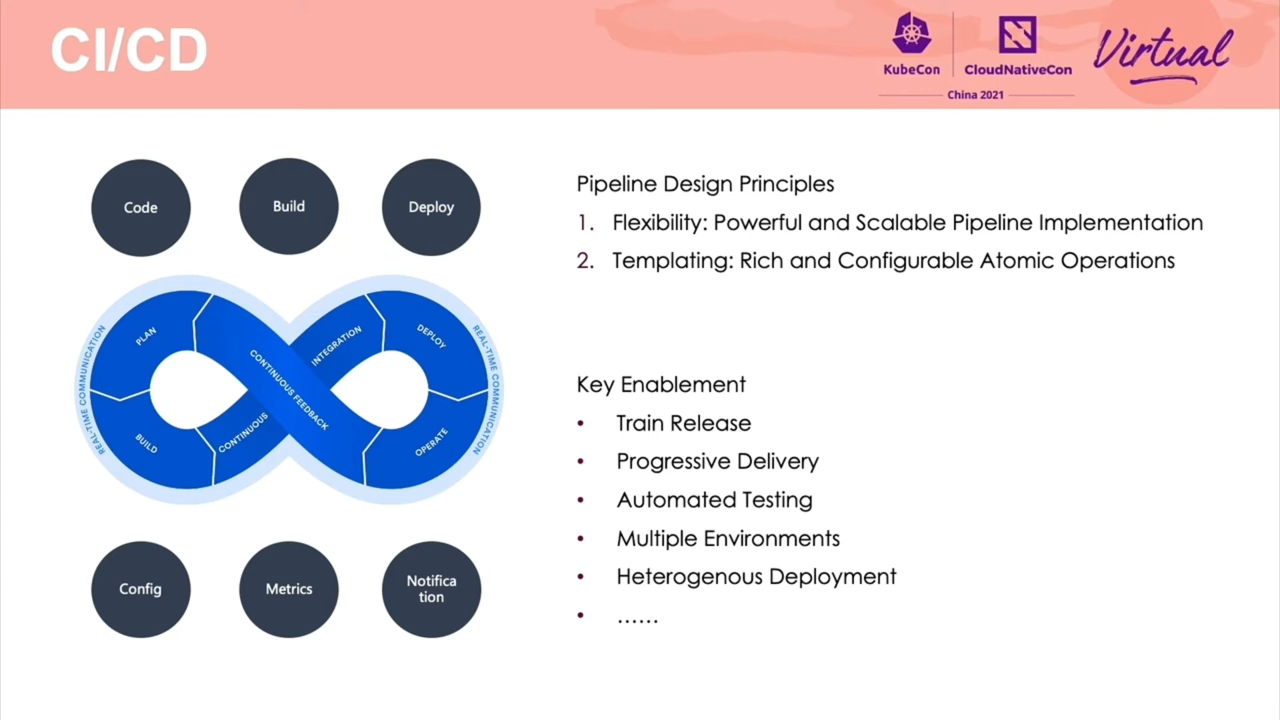 CI/CD
KubeCon
CloudNativeCon
China 2021
Virtual
Code
Build
Deploy
REAL-TIME COMMUNICATION
PLAN
BUILD
CONTINUOUS
INTEGRATION
CONTINUOUS FEEDBACK
DEPLOY
OPERATE
REAL-TIME COMMUNICATION
Config
Metrics
Notifica
tion
Pipeline Design Principles
1. Flexibility: Powerful and Scalable Pipeline Implementation
2. Templating: Rich and Configurable Atomic Operations
Key Enablement
• Train Release
• Progressive Delivery
• Automated Testing
• Multiple Environments
• Heterogenous Deployment
• ......